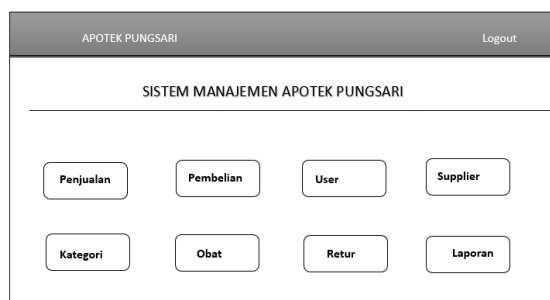 APOTEK PUNGSARI Logout
SISTEM MANAJEMEN APOTEK PUNGSARI
Penjualan Pembelian User Supplier
Kategori Obat Retur Laporan